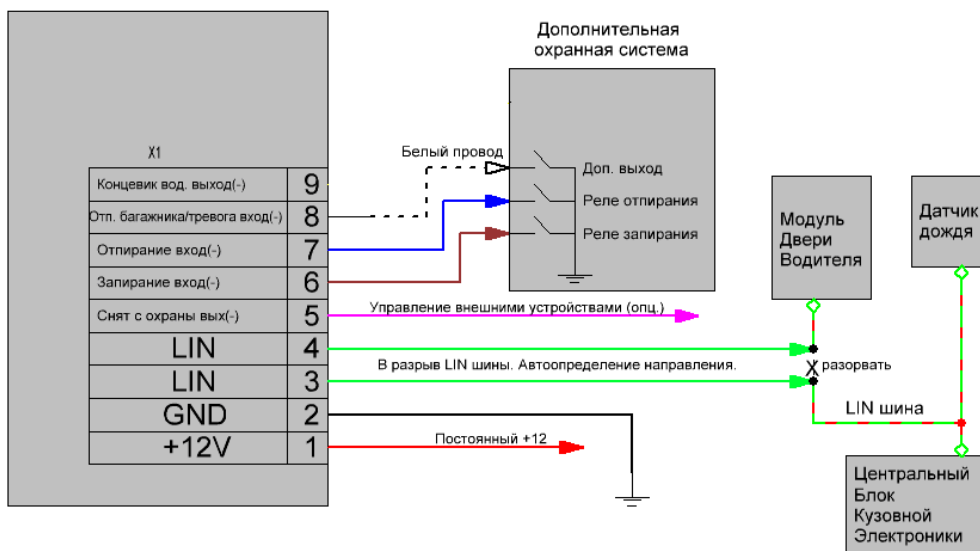 Дополнительная
охранная система
X1
Белый провод
Доп. выход
Реле отпирания
Реле запирания
Концевик вод. выход(-)
9
Отп. багажника/тревога вход(-)
8
Отпирание вход(-)
7
Запирание вход(-)
6
Снят с охраны вых(-)
5
LIN
4
LIN
3
GND
2
+12V
1
Управление внешними устройствами (опц.)
В разрыв LIN шины. Автоопределение направления.
Постоянный +12
Модуль
Двери
Водителя
Датчик
дождя
X разорвать
LIN шина
Центральный
Блок
Кузовной
Электроники